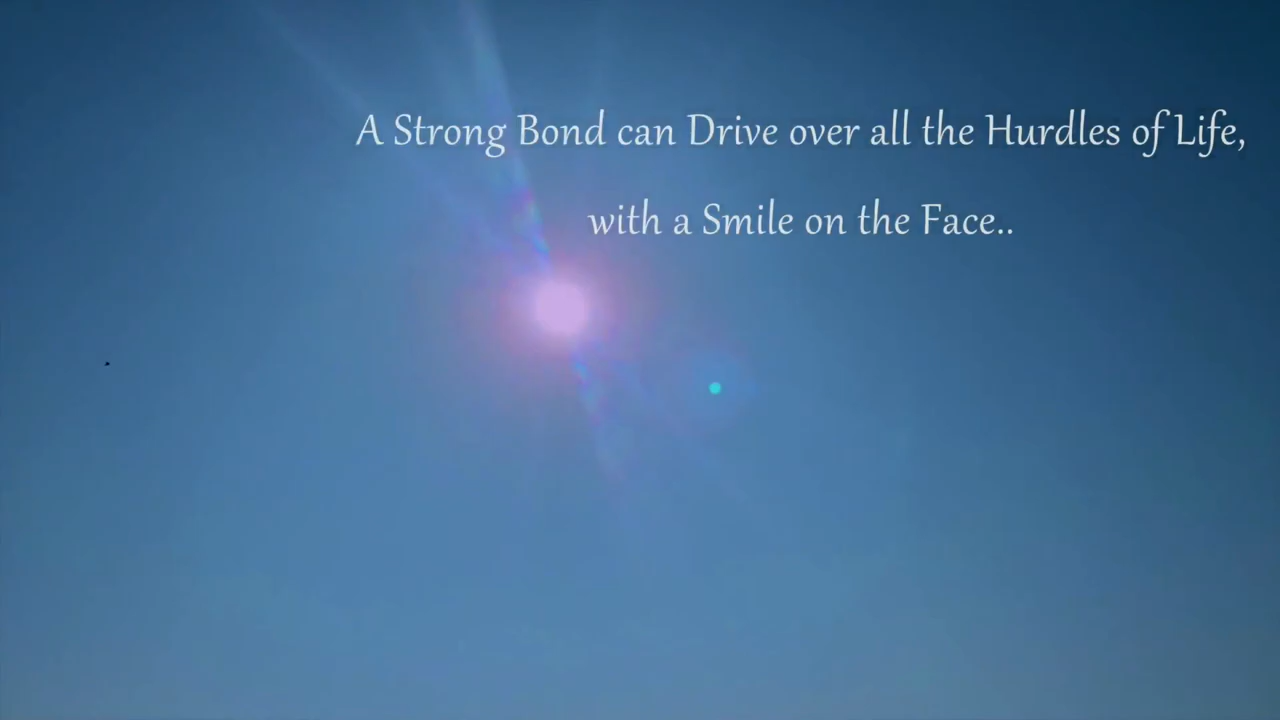 A Strong Bond can Drive over all the Hurdles of Life,
with a Smile on the Face..